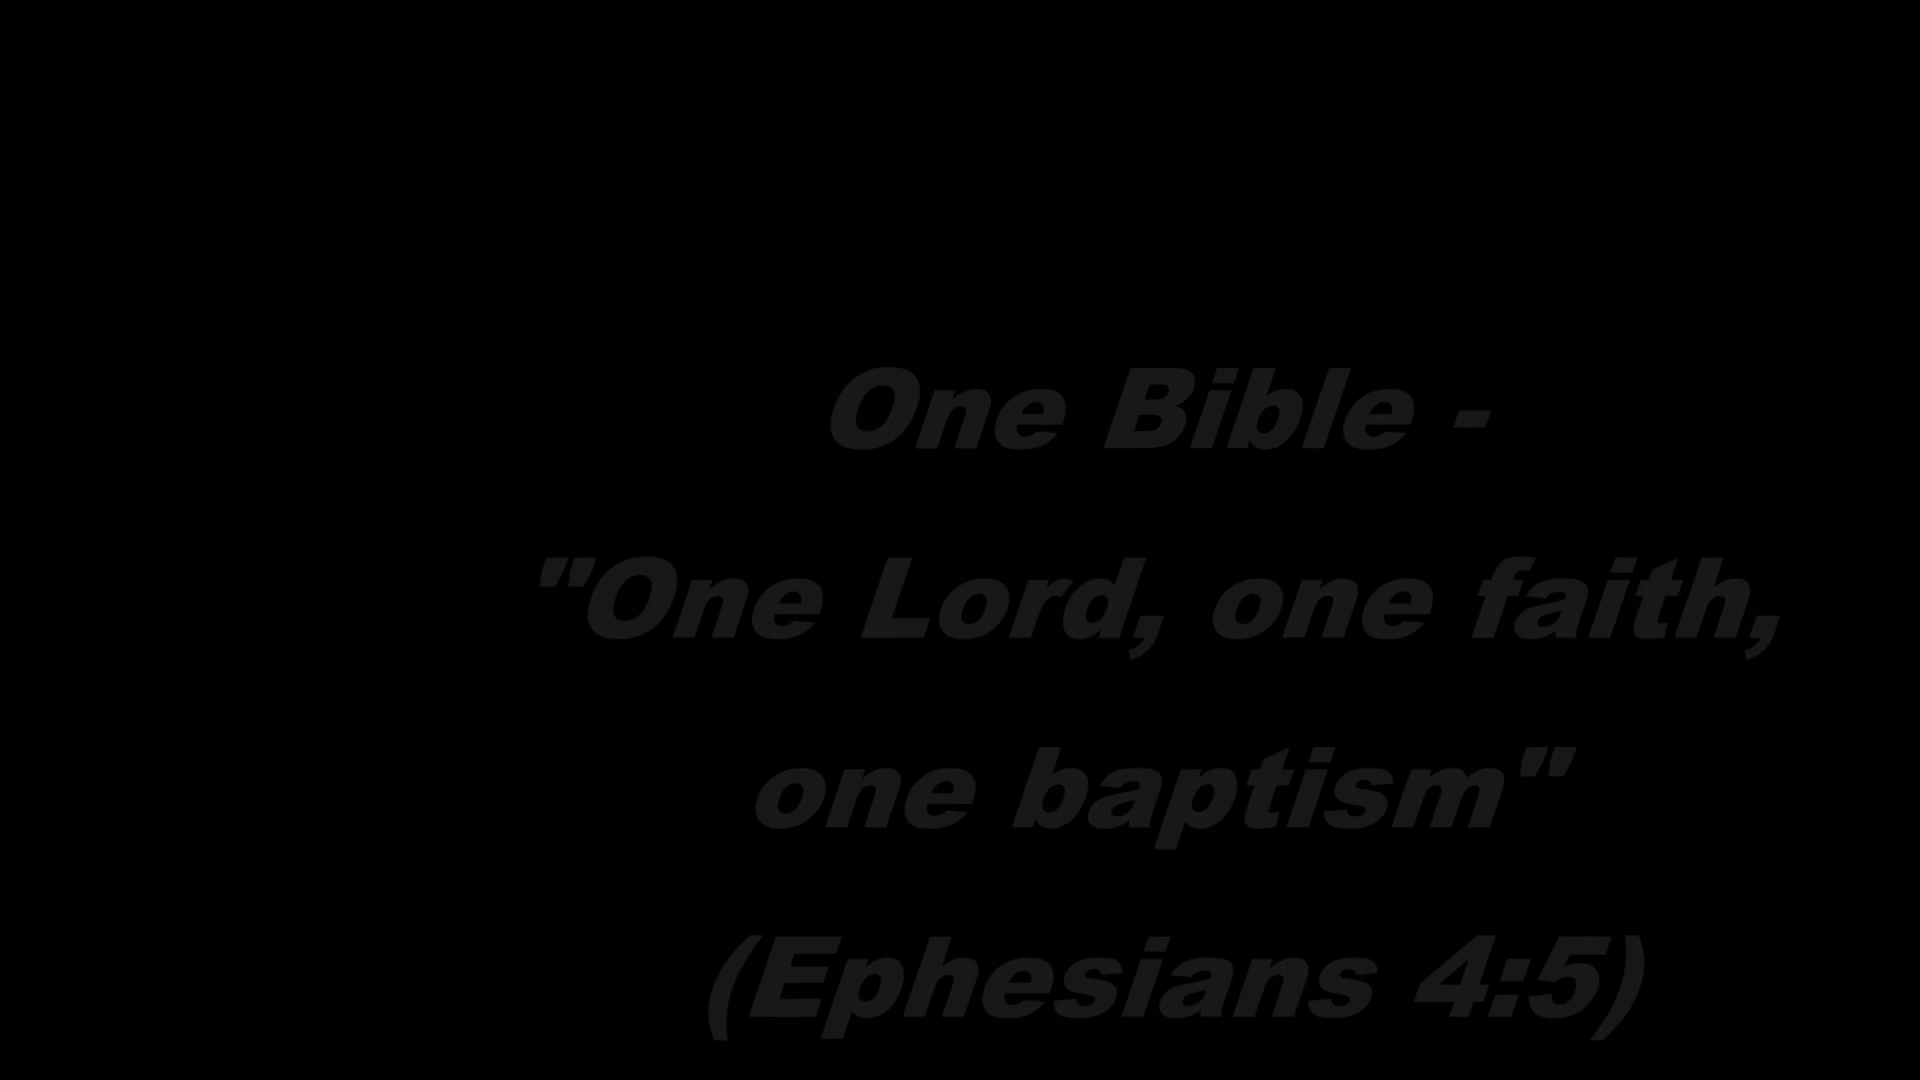 One Bible -
"One Lord, one faith,
one baptism"
(Ephesians 4:5)